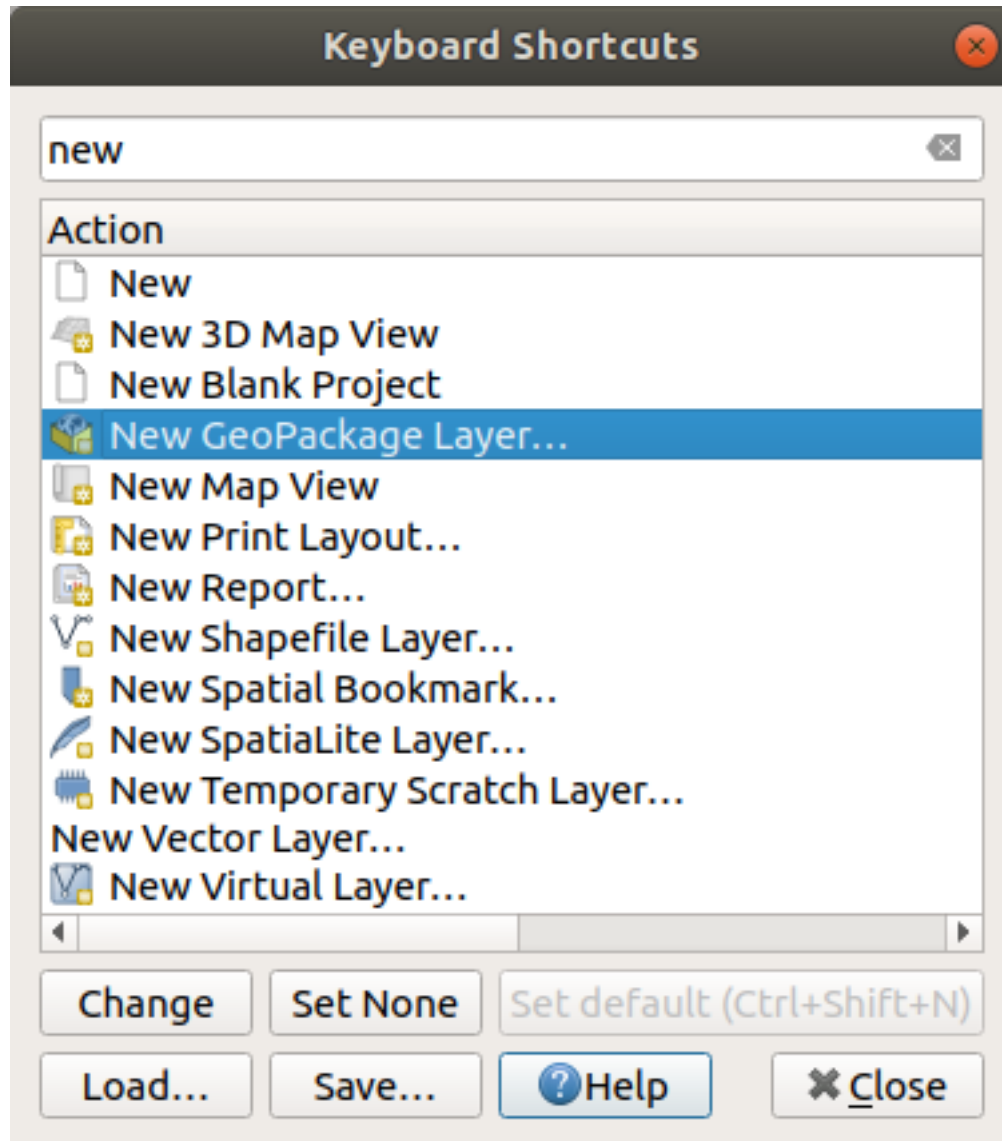 Keyboard Shortcuts
new
Action
New
New 3D Map View
New Blank Project
New GeoPackage Layer…
New Map View
New Print Layout…
New Report…
New Shapefile Layer…
New Spatial Bookmark…
New SpatiaLite Layer…
New Temporary Scratch Layer…
New Vector Layer…
New Virtual Layer…
Change Set None Set default (Ctrl+Shift+N)
Load… Save… Help Close